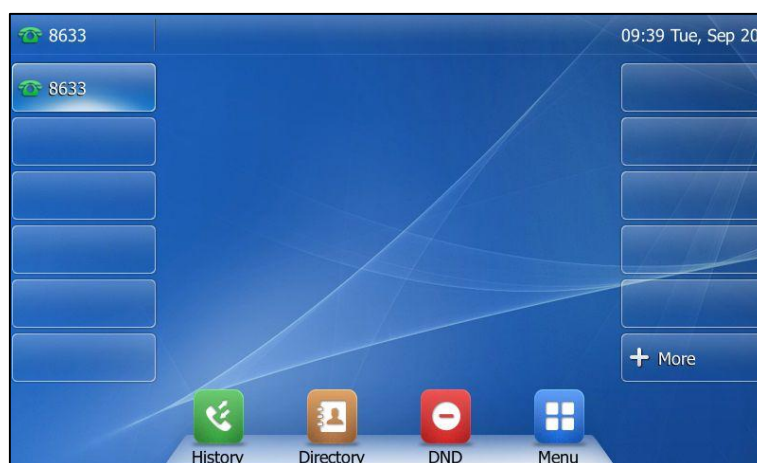 8633
09:39 Tue, Sep 20
8633
More
History
Directory
DND
Menu